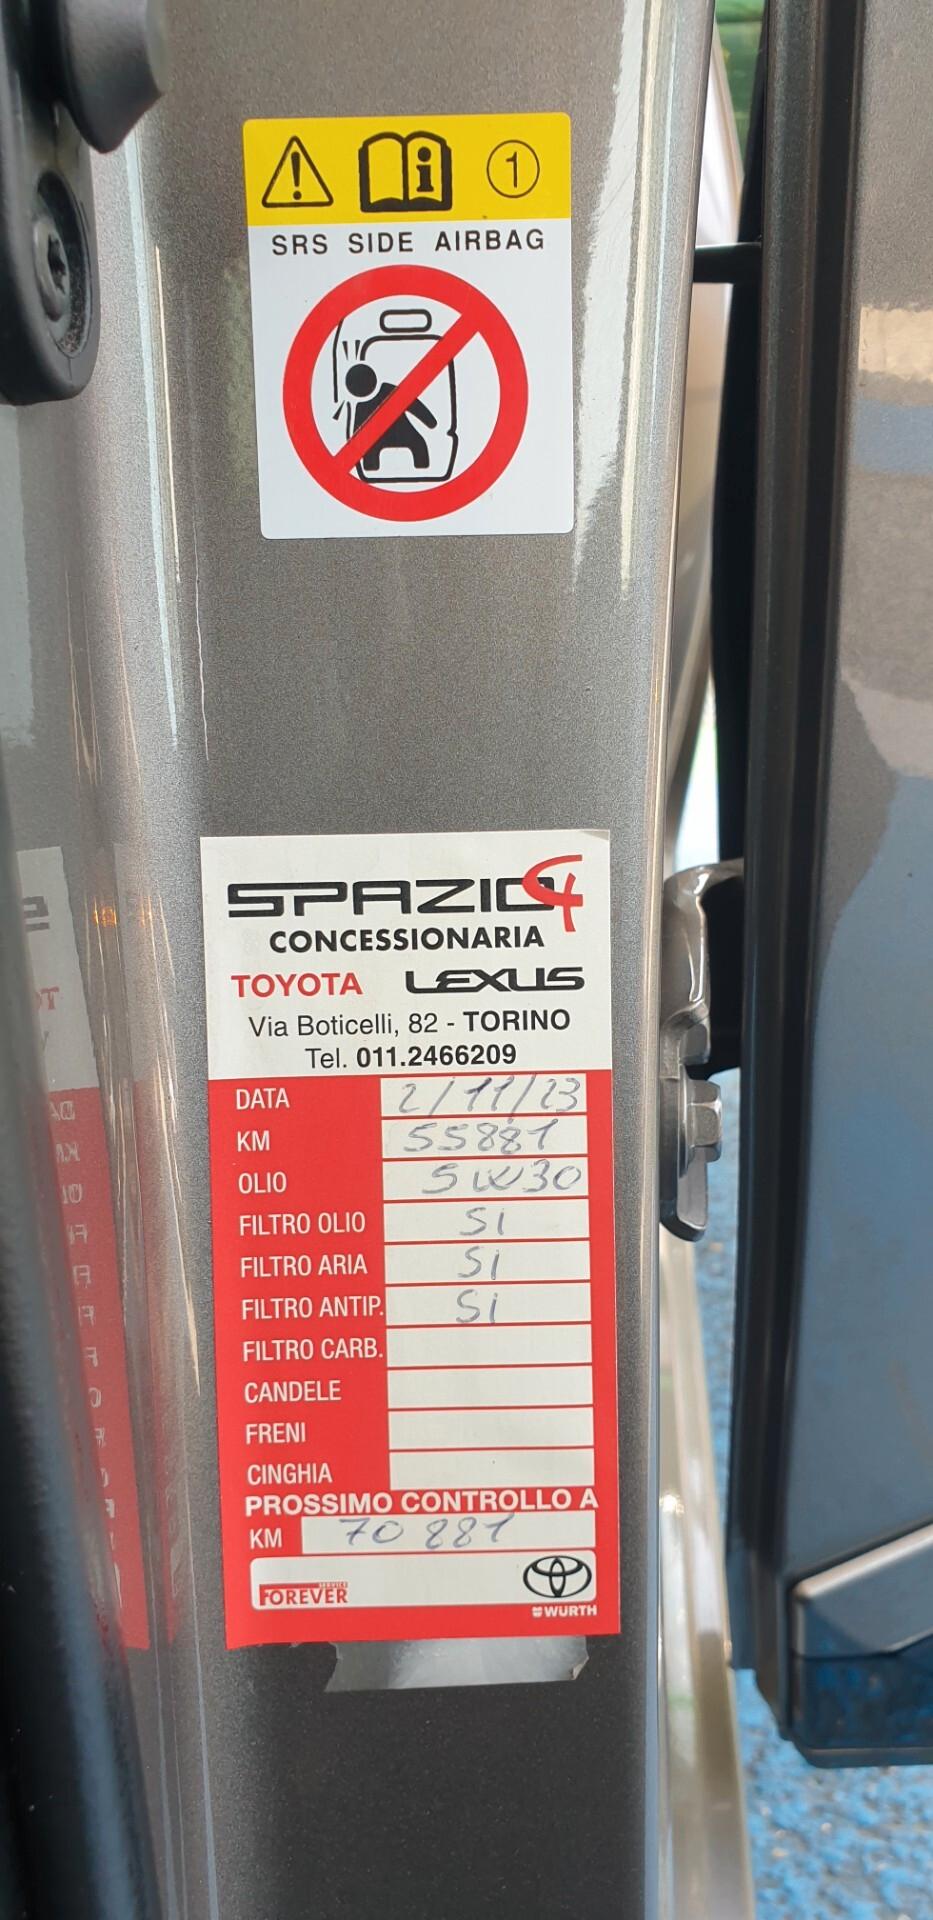 1
SRS SIDE AIRBAG
SPAZIO4
CONCESSIONARIA
TOYOTA LEXUS
Via Boticelli, 82 - TORINO
Tel. 011.2466209
DATA 2/11/23
KM 55881
OLIO 5W30
FILTRO OLIO SI
FILTRO ARIA SI
FILTRO ANTIP. SI
FILTRO CARB.
CANDELE
FRENI
CINGHIA
PROSSIMO CONTROLLO A
KM 70881
SERVICE
FOREVER
WURTH